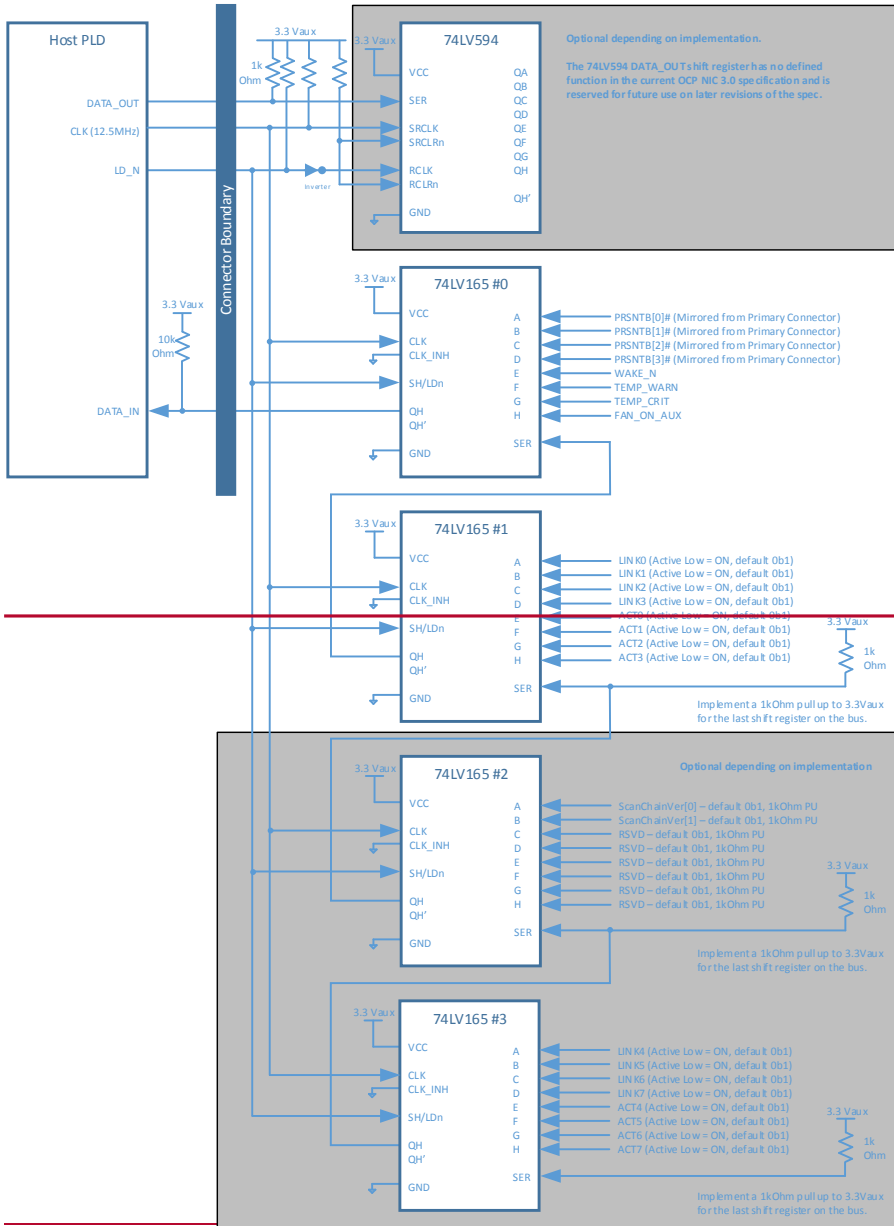 Host PLD
DATA_OUT
CLK (12.5MHz)
LD_N
DATA_IN
Connector Boundary
3.3 Vaux
1k
Ohm
Inverter
3.3 Vaux
10k
Ohm
3.3 Vaux
74LV594
VCC
SER
SRCLK
SRCLRn
RCLK
RCLRn
GND
QA
QB
QC
QD
QE
QF
QG
QH
QH'
Optional depending on implementation.
The 74LV594 DATA_OUT shift register has no defined
function in the current OCP NIC 3.0 specification and is
reserved for future use on later revisions of the spec.
3.3 Vaux
74LV165 #0
VCC
CLK
CLK_INH
SH/LDn
QH
QH'
GND
A
B
C
D
E
F
G
H
SER
PRSNTB[0]# (Mirrored from Primary Connector)
PRSNTB[1]# (Mirrored from Primary Connector)
PRSNTB[2]# (Mirrored from Primary Connector)
PRSNTB[3]# (Mirrored from Primary Connector)
WAKE_N
TEMP_WARN
TEMP_CRIT
FAN_ON_AUX
3.3 Vaux
74LV165 #1
VCC
CLK
CLK_INH
SH/LDn
QH
QH'
GND
A
B
C
D
E
F
G
H
SER
LINK0 (Active Low = ON, default 0b1)
LINK1 (Active Low = ON, default 0b1)
LINK2 (Active Low = ON, default 0b1)
LINK3 (Active Low = ON, default 0b1)
ACT0 (Active Low = ON, default 0b1)
ACT1 (Active Low = ON, default 0b1)
ACT2 (Active Low = ON, default 0b1)
ACT3 (Active Low = ON, default 0b1)
3.3 Vaux
1k
Ohm
Implement a 1kOhm pull up to 3.3Vaux
for the last shift register on the bus.
3.3 Vaux
74LV165 #2
Optional depending on implementation
VCC
CLK
CLK_INH
SH/LDn
QH
QH'
GND
A
B
C
D
E
F
G
H
SER
ScanChainVer[0] – default 0b1, 1kOhm PU
ScanChainVer[1] – default 0b1, 1kOhm PU
RSVD – default 0b1, 1kOhm PU
RSVD – default 0b1, 1kOhm PU
RSVD – default 0b1, 1kOhm PU
RSVD – default 0b1, 1kOhm PU
RSVD – default 0b1, 1kOhm PU
RSVD – default 0b1, 1kOhm PU
3.3 Vaux
1k
Ohm
Implement a 1kOhm pull up to 3.3Vaux
for the last shift register on the bus.
3.3 Vaux
74LV165 #3
VCC
CLK
CLK_INH
SH/LDn
QH
QH'
GND
A
B
C
D
E
F
G
H
SER
LINK4 (Active Low = ON, default 0b1)
LINK5 (Active Low = ON, default 0b1)
LINK6 (Active Low = ON, default 0b1)
LINK7 (Active Low = ON, default 0b1)
ACT4 (Active Low = ON, default 0b1)
ACT5 (Active Low = ON, default 0b1)
ACT6 (Active Low = ON, default 0b1)
ACT7 (Active Low = ON, default 0b1)
3.3 Vaux
1k
Ohm
Implement a 1kOhm pull up to 3.3Vaux
for the last shift register on the bus.